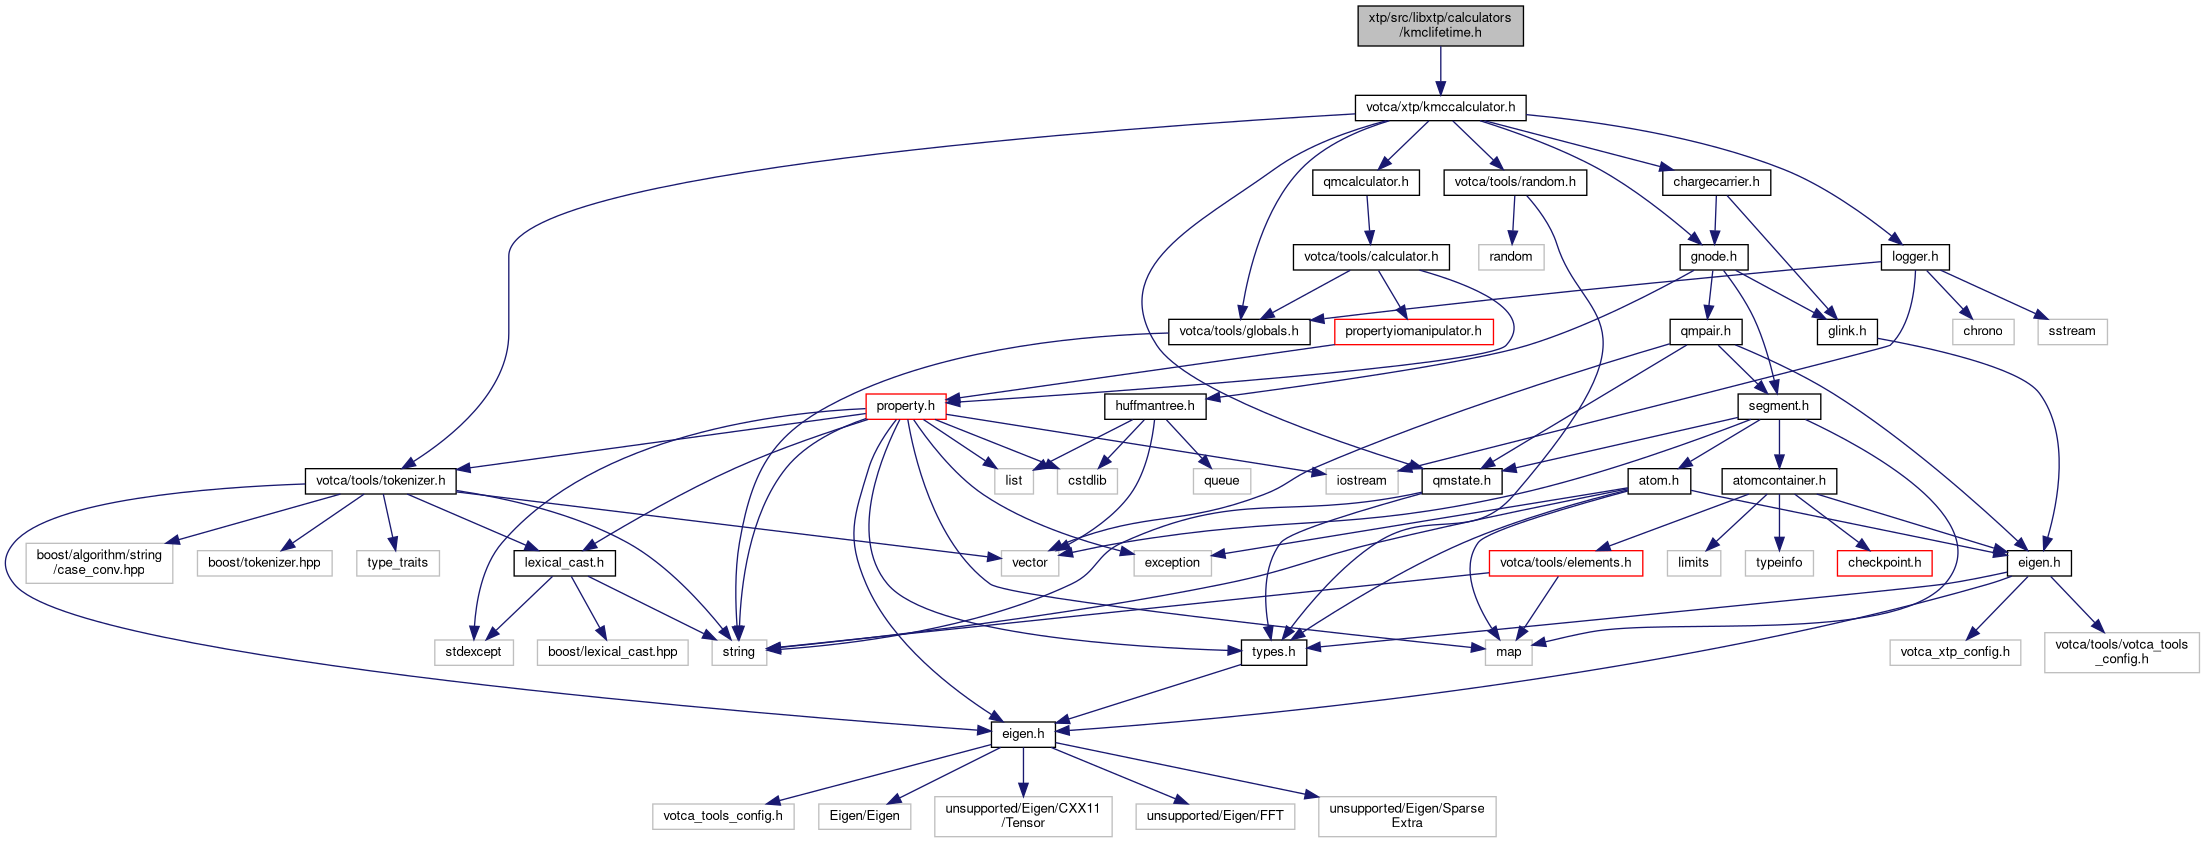 xtp/src/libxtp/calculators
/kmclifetime.h
votca/xtp/kmccalculator.h
qmcalculator.h
votca/tools/random.h
chargecarrier.h
votca/tools/calculator.h
random
gnode.h
logger.h
votca/tools/globals.h
propertyiomanipulator.h
qmpair.h
glink.h
chrono
sstream
property.h
huffmantree.h
segment.h
votca/tools/tokenizer.h
list
cstdlib
queue
iostream
qmstate.h
atom.h
atomcontainer.h
boost/algorithm/string
/case_conv.hpp
boost/tokenizer.hpp
type_traits
lexical_cast.h
vector
exception
votca/tools/elements.h
limits
typeinfo
checkpoint.h
eigen.h
stdexcept
boost/lexical_cast.hpp
string
types.h
map
votca_xtp_config.h
votca/tools/votca_tools
_config.h
eigen.h
votca_tools_config.h
Eigen/Eigen
unsupported/Eigen/CXX11
/Tensor
unsupported/Eigen/FFT
unsupported/Eigen/Sparse
Extra